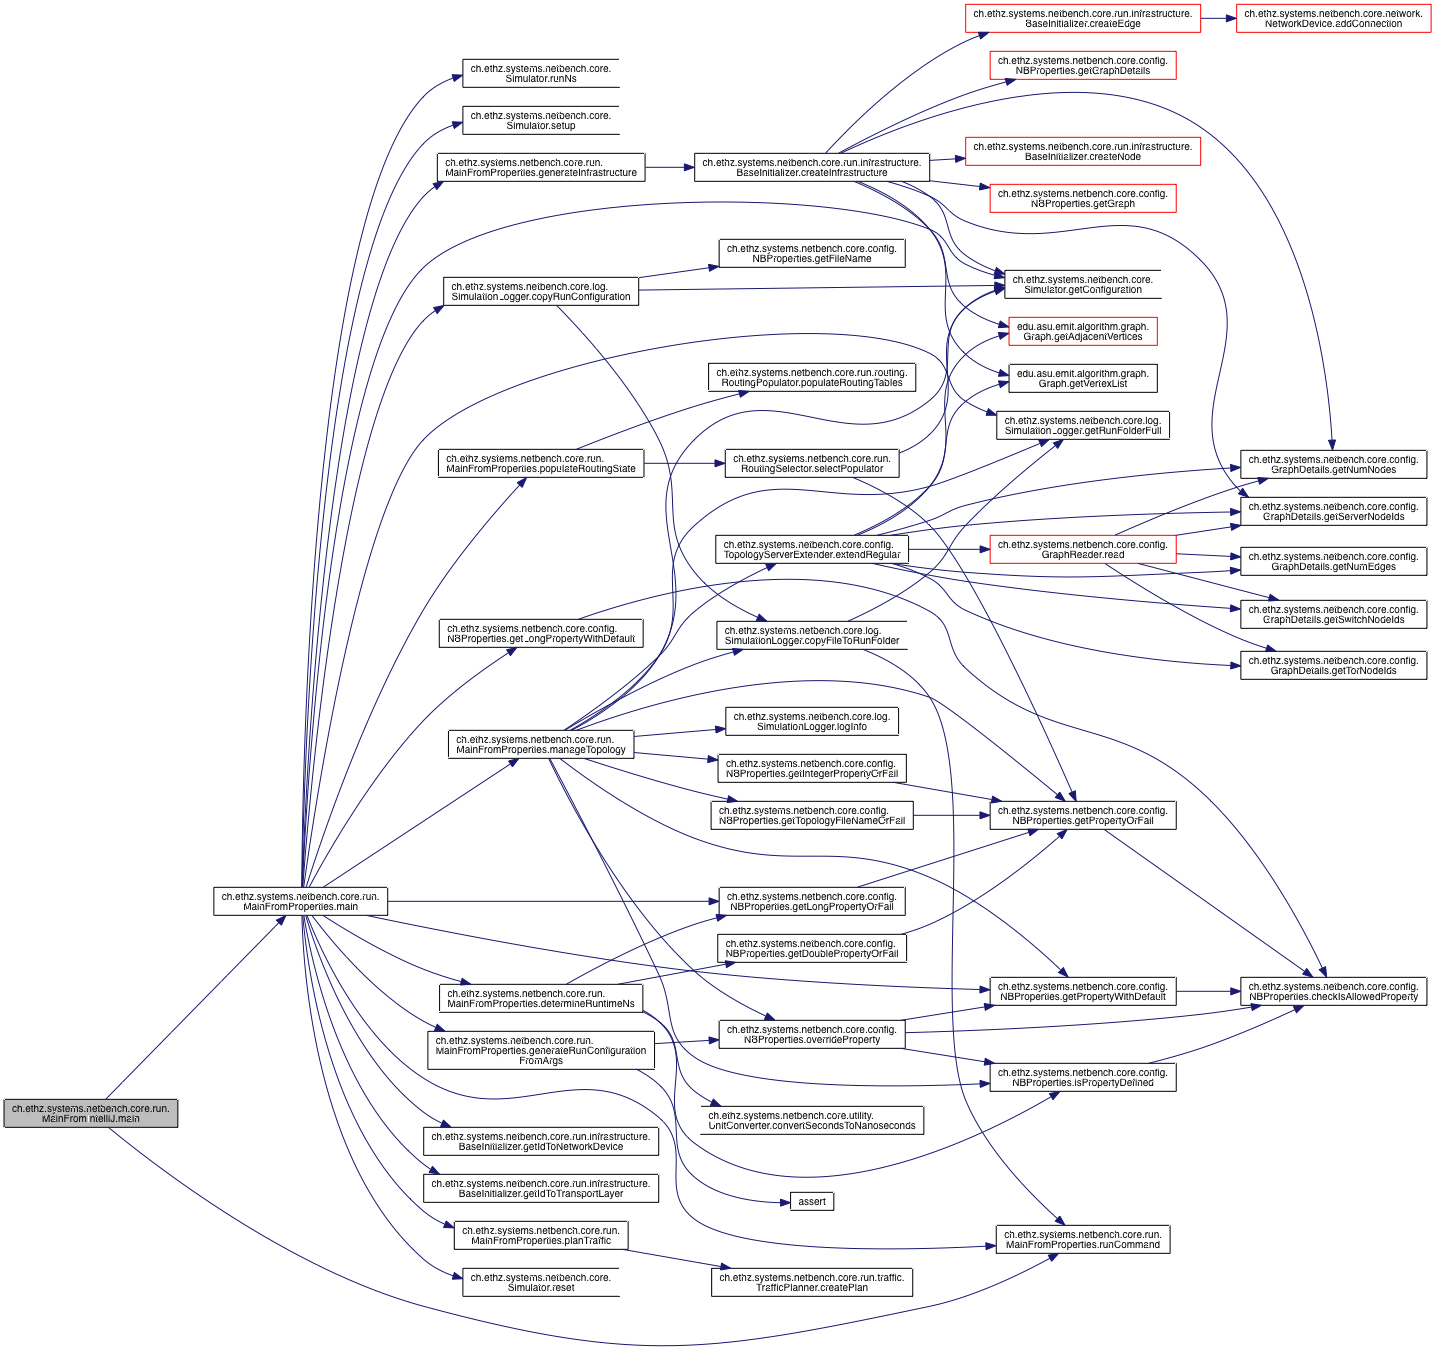 ch.ethz.systems.netbench.core.run.infrastructure.
BaseInitializer.createEdge
ch.ethz.systems.netbench.core.network.
NetworkDevice.addConnection
ch.ethz.systems.netbench.core.config.
NBProperties.getGraphDetails
ch.ethz.systems.netbench.core.
Simulator.runNs
ch.ethz.systems.netbench.core.
Simulator.setup
ch.ethz.systems.netbench.core.run.infrastructure.
BaseInitializer.createNode
ch.ethz.systems.netbench.core.run.
MainFromProperties.generateInfrastructure
ch.ethz.systems.netbench.core.run.infrastructure.
BaseInitializer.createInfrastructure
ch.ethz.systems.netbench.core.config.
NBProperties.getGraph
ch.ethz.systems.netbench.core.config.
NBProperties.getFileName
ch.ethz.systems.netbench.core.
Simulator.getConfiguration
ch.ethz.systems.netbench.core.log.
SimulationLogger.copyRunConfiguration
edu.asu.emit.algorithm.graph.
Graph.getAdjacentVertices
ch.ethz.systems.netbench.core.run.routing.
RoutingPopulator.populateRoutingTables
edu.asu.emit.algorithm.graph.
Graph.getVertexList
ch.ethz.systems.netbench.core.log.
SimulationLogger.getRunFolderFull
ch.ethz.systems.netbench.core.run.
MainFromProperties.populateRoutingState
ch.ethz.systems.netbench.core.run.
RoutingSelector.selectPopulator
ch.ethz.systems.netbench.core.config.
GraphDetails.getNumNodes
ch.ethz.systems.netbench.core.config.
GraphDetails.getServerNodeIds
ch.ethz.systems.netbench.core.config.
TopologyServerExtender.extendRegular
ch.ethz.systems.netbench.core.config.
GraphReader.read
ch.ethz.systems.netbench.core.config.
GraphDetails.getNumEdges
ch.ethz.systems.netbench.core.config.
GraphDetails.getSwitchNodeIds
ch.ethz.systems.netbench.core.config.
NBProperties.getLongPropertyWithDefault
ch.ethz.systems.netbench.core.log.
SimulationLogger.copyFileToRunFolder
ch.ethz.systems.netbench.core.config.
GraphDetails.getTorNodeIds
ch.ethz.systems.netbench.core.log.
SimulationLogger.logInfo
ch.ethz.systems.netbench.core.run.
MainFromProperties.manageTopology
ch.ethz.systems.netbench.core.config.
NBProperties.getIntegerPropertyOrFail
ch.ethz.systems.netbench.core.config.
NBProperties.getTopologyFileNameOrFail
ch.ethz.systems.netbench.core.config.
NBProperties.getPropertyOrFail
ch.ethz.systems.netbench.core.run.
MainFromProperties.main
ch.ethz.systems.netbench.core.config.
NBProperties.getLongPropertyOrFail
ch.ethz.systems.netbench.core.config.
NBProperties.getDoublePropertyOrFail
ch.ethz.systems.netbench.core.run.
MainFromProperties.determineRuntimeNs
ch.ethz.systems.netbench.core.config.
NBProperties.getPropertyWithDefault
ch.ethz.systems.netbench.core.config.
NBProperties.checkIsAllowedProperty
ch.ethz.systems.netbench.core.run.
MainFromProperties.generateRunConfiguration
FromArgs
ch.ethz.systems.netbench.core.config.
NBProperties.overrideProperty
ch.ethz.systems.netbench.core.config.
NBProperties.isPropertyDefined
ch.ethz.systems.netbench.core.run.
MainFromIntelliJ.main
ch.ethz.systems.netbench.core.utility.
UnitConverter.convertSecondsToNanoseconds
ch.ethz.systems.netbench.core.run.infrastructure.
BaseInitializer.getIdToNetworkDevice
ch.ethz.systems.netbench.core.run.infrastructure.
BaseInitializer.getIdToTransportLayer
assert
ch.ethz.systems.netbench.core.run.
MainFromProperties.planTraffic
ch.ethz.systems.netbench.core.run.
MainFromProperties.runCommand
ch.ethz.systems.netbench.core.
Simulator.reset
ch.ethz.systems.netbench.core.run.traffic.
TrafficPlanner.createPlan